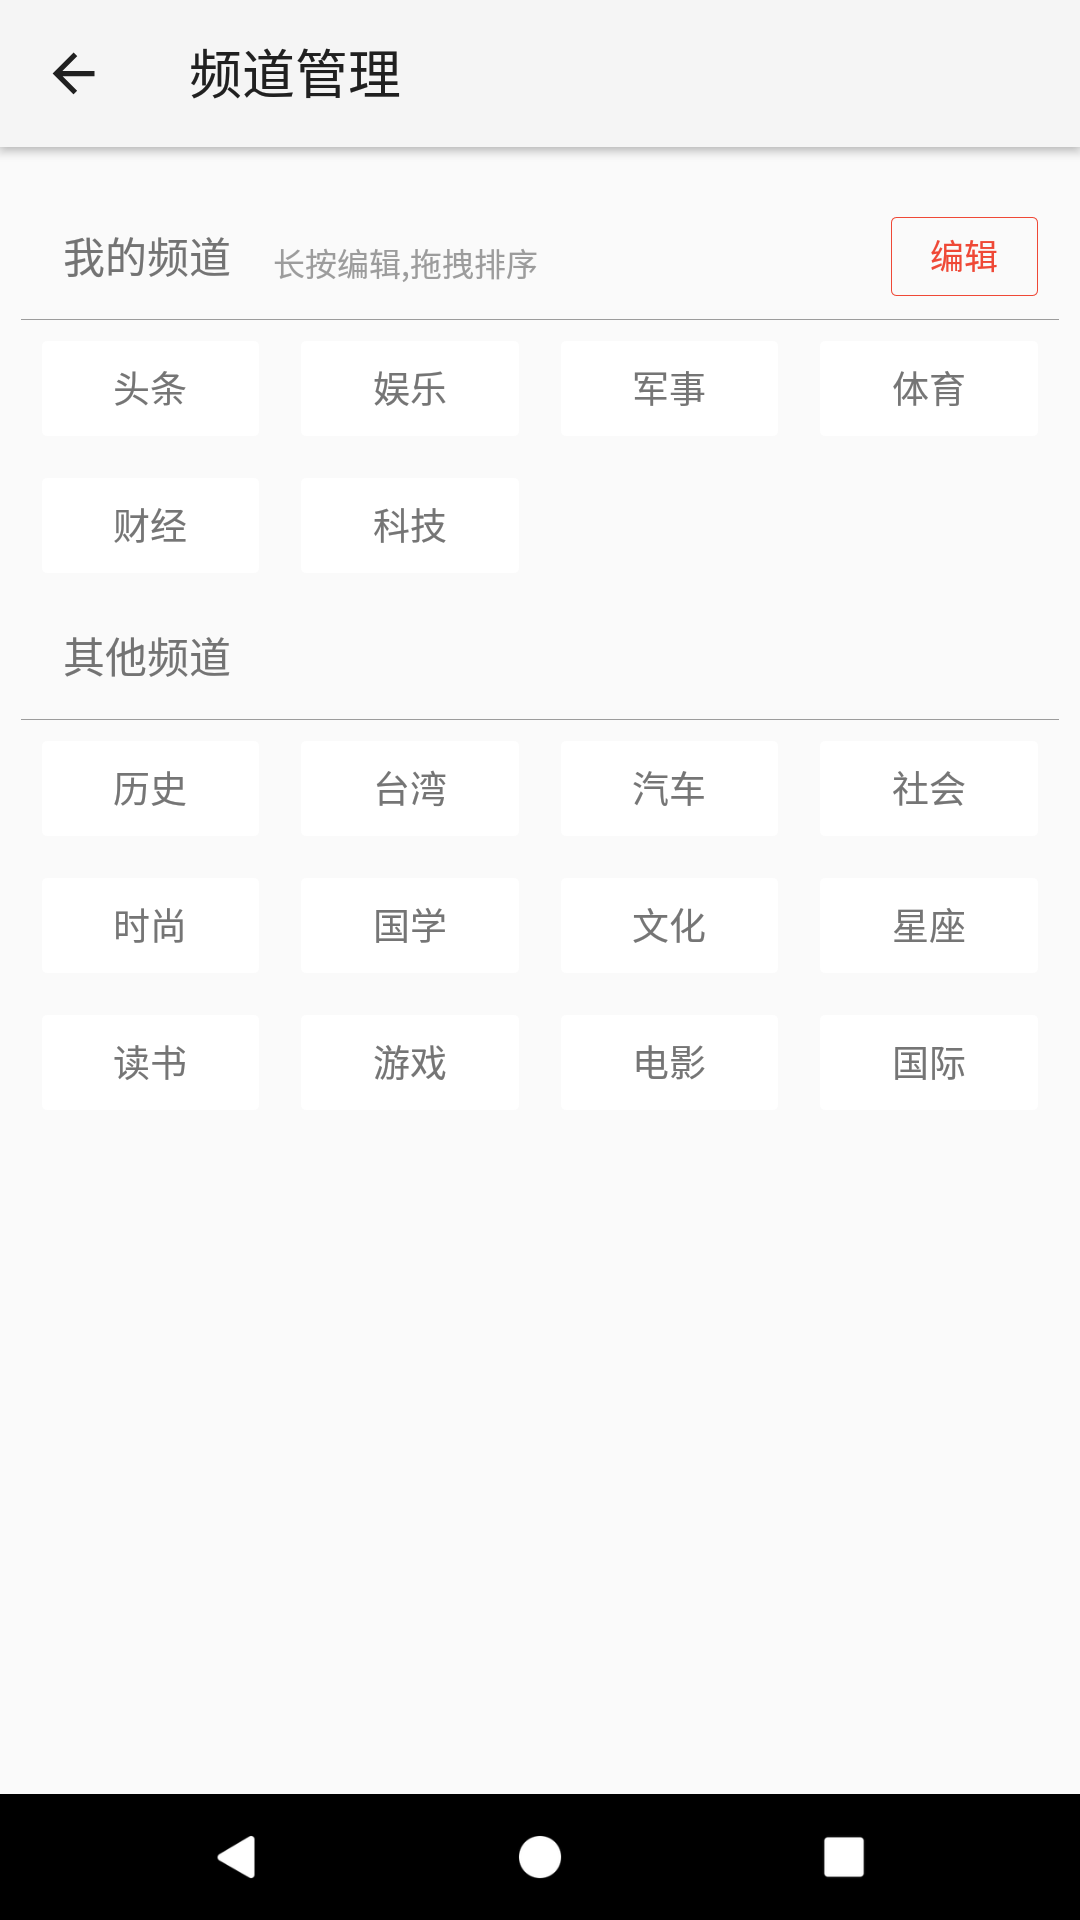 频道管理
我的频道 长按编辑,拖拽排序 编辑
头条 娱乐 军事 体育
财经 科技
其他频道
历史 台湾 汽车 社会
时尚 国学 文化 星座
读书 游戏 电影 国际